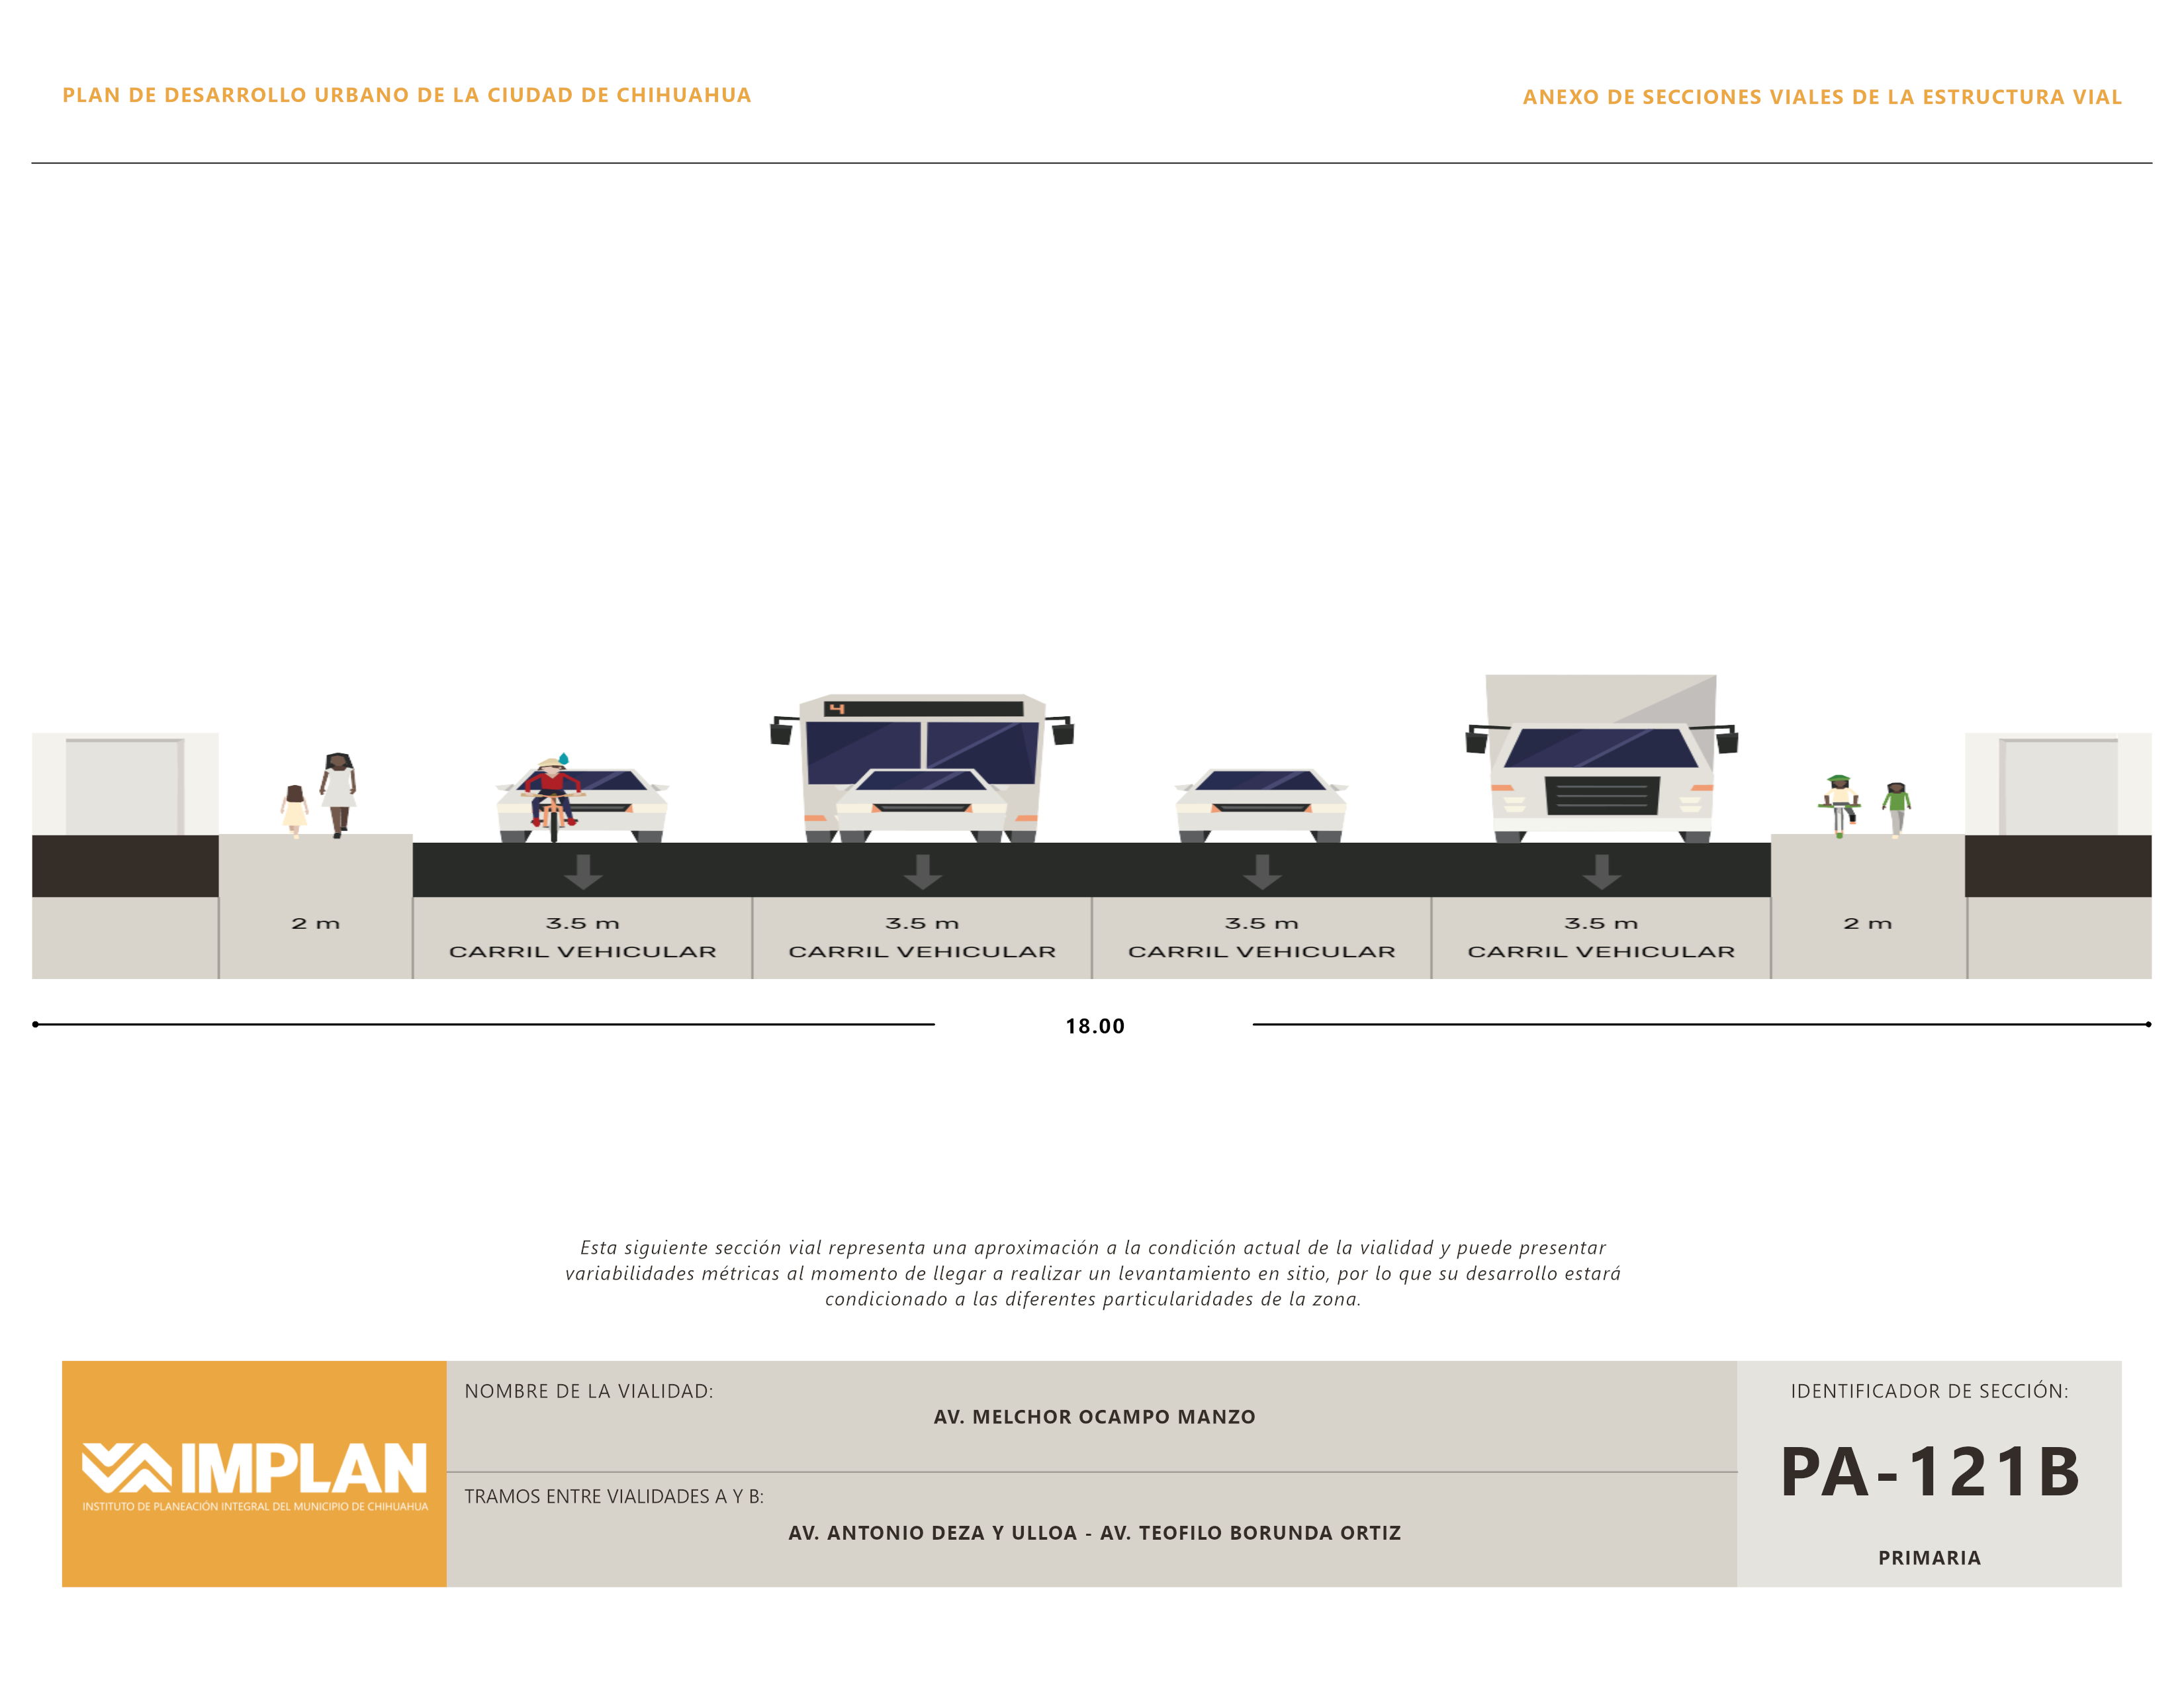 PLAN DE DESARROLLO URBANO DE LA CIUDAD DE CHIHUAHUA
ANEXO DE SECCIONES VIALES DE LA ESTRUCTURA VIAL
4
2 m
3.5 m
CARRIL VEHICULAR
3.5 m
CARRIL VEHICULAR
3.5 m
CARRIL VEHICULAR
3.5 m
CARRIL VEHICULAR
2 m
18.00
Esta siguiente sección vial representa una aproximación a la condición actual de la vialidad y puede presentar
variabilidades métricas al momento de llegar a realizar un levantamiento en sitio, por lo que su desarrollo estará
condicionado a las diferentes particularidades de la zona.
IMPLAN
INSTITUTO DE PLANEACIÓN INTEGRAL DEL MUNICIPIO DE CHIHUAHUA
NOMBRE DE LA VIALIDAD:
AV. MELCHOR OCAMPO MANZO
TRAMOS ENTRE VIALIDADES A Y B:
AV. ANTONIO DEZA Y ULLOA - AV. TEOFILO BORUNDA ORTIZ
IDENTIFICADOR DE SECCIÓN:
PA-121B
PRIMARIA